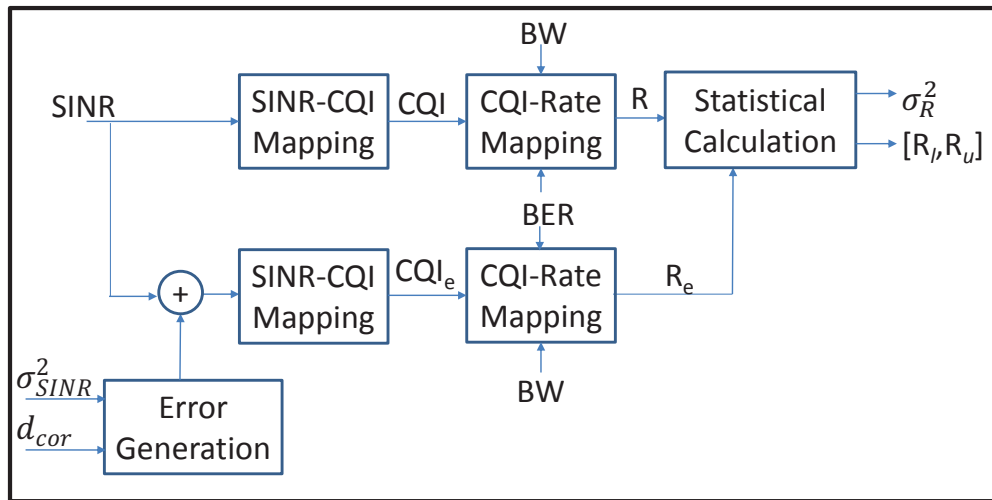 BW
SINR
SINR-CQI
Mapping
CQI
CQI-Rate
Mapping
R
Statistical
Calculation
σ²_R
[R_l,R_u]
BER
SINR-CQI
Mapping
CQI_e
CQI-Rate
Mapping
R_e
+
BW
σ²_SINR
d_cor
Error
Generation